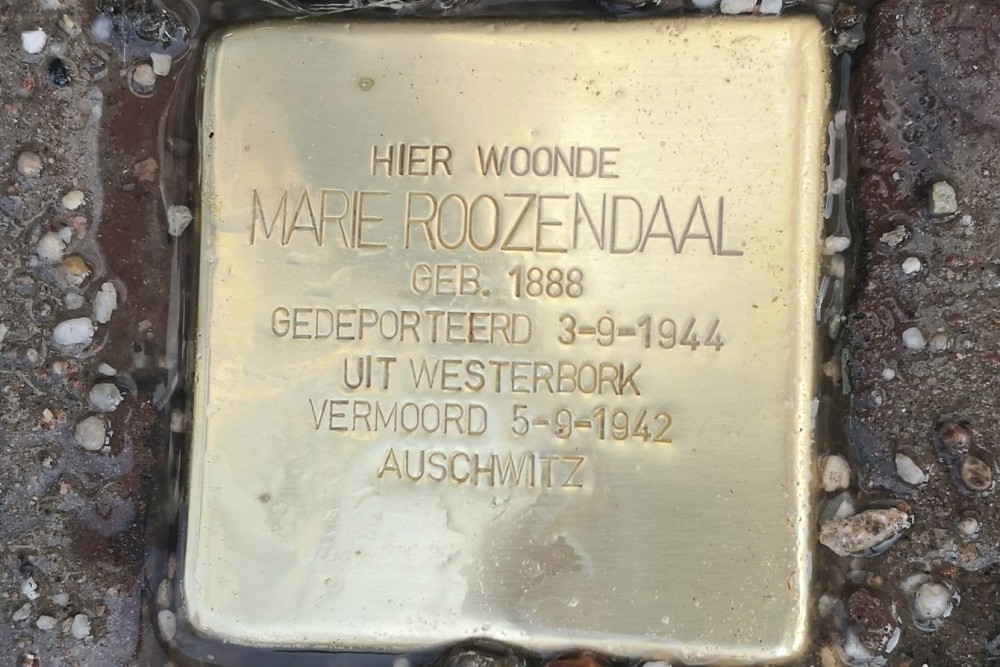 HIER WOONDE
MARIE ROOZENDAAL
GEB. 1888
GEDEPORTEERD 3-9-1944
UIT WESTERBORK
VERMOORD 5-9-1942
AUSCHWITZ